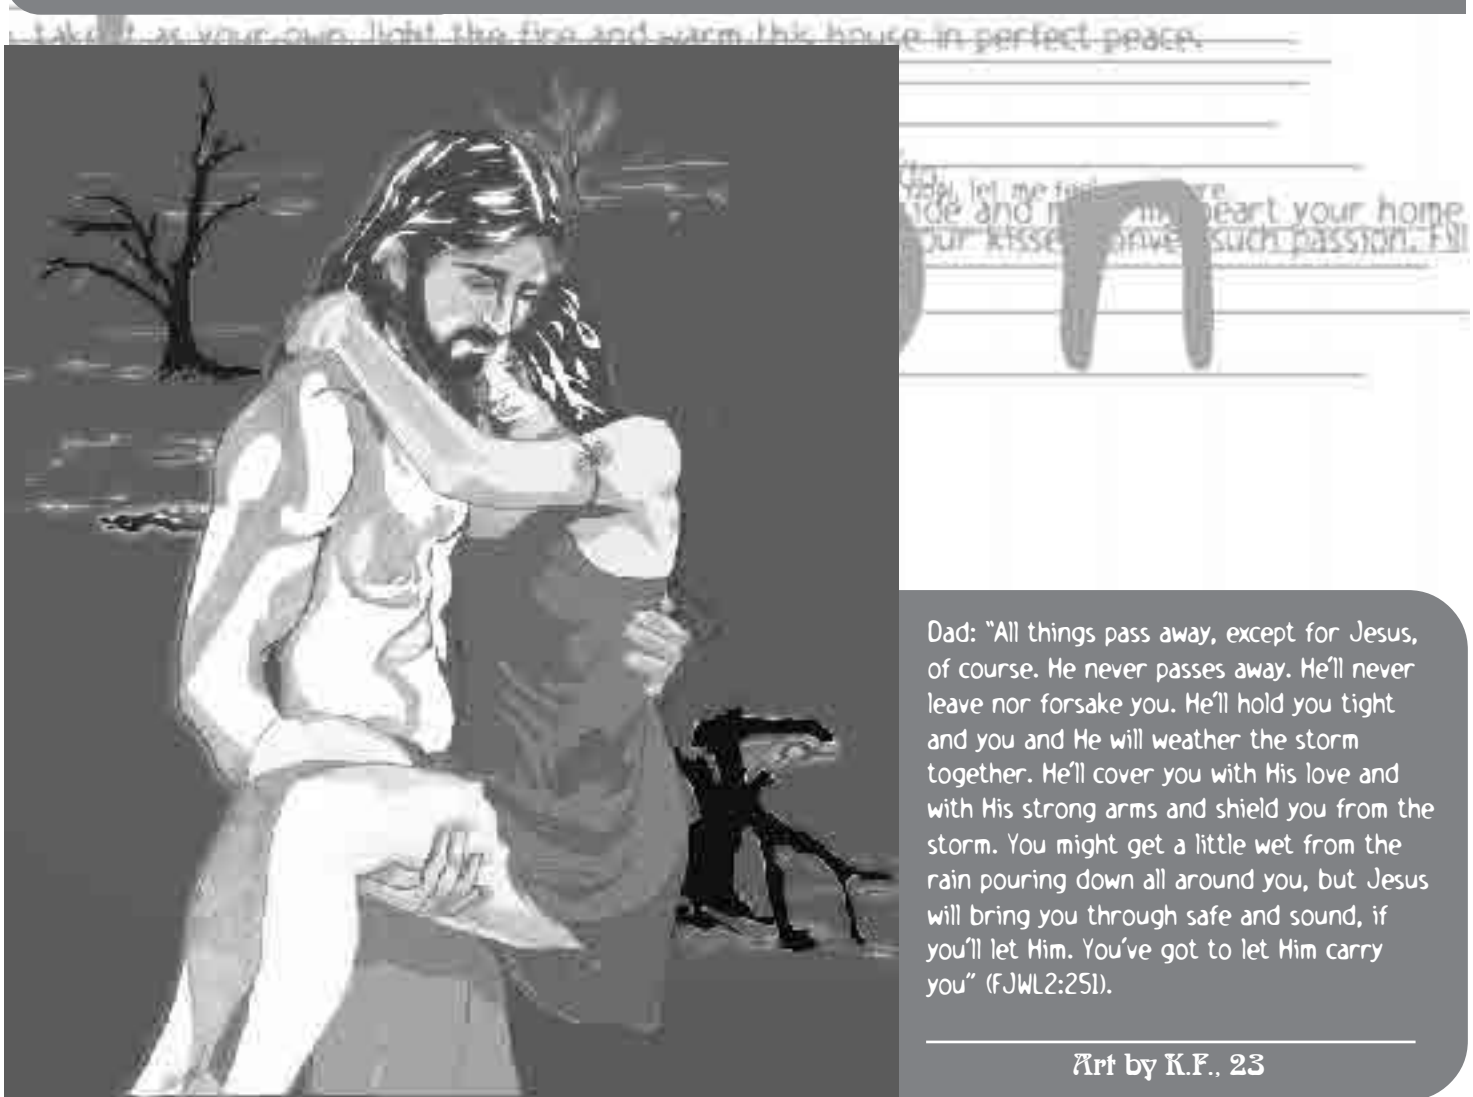 take it as your own, light the fire and warm this house in perfect peace.
let me feel
ide and heart your home
our kisses convey such passion. Fill
Dad: “All things pass away, except for Jesus,
of course. He never passes away. He’ll never
leave nor forsake you. He’ll hold you tight
and you and He will weather the storm
together. He’ll cover you with His love and
with His strong arms and shield you from the
storm. You might get a little wet from the
rain pouring down all around you, but Jesus
will bring you through safe and sound, if
you’ll let Him. You’ve got to let Him carry
you” (FJWL2:251).
Art by K.F., 23